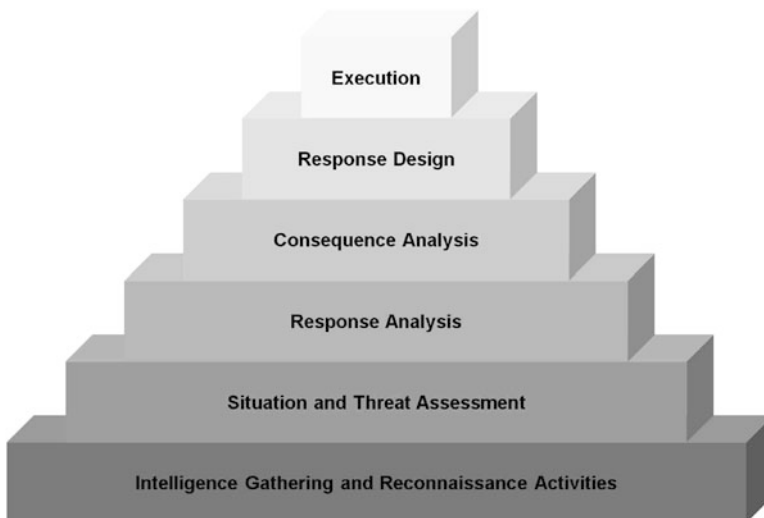 Execution
Response Design
Consequence Analysis
Response Analysis
Situation and Threat Assessment
Intelligence Gathering and Reconnaissance Activities